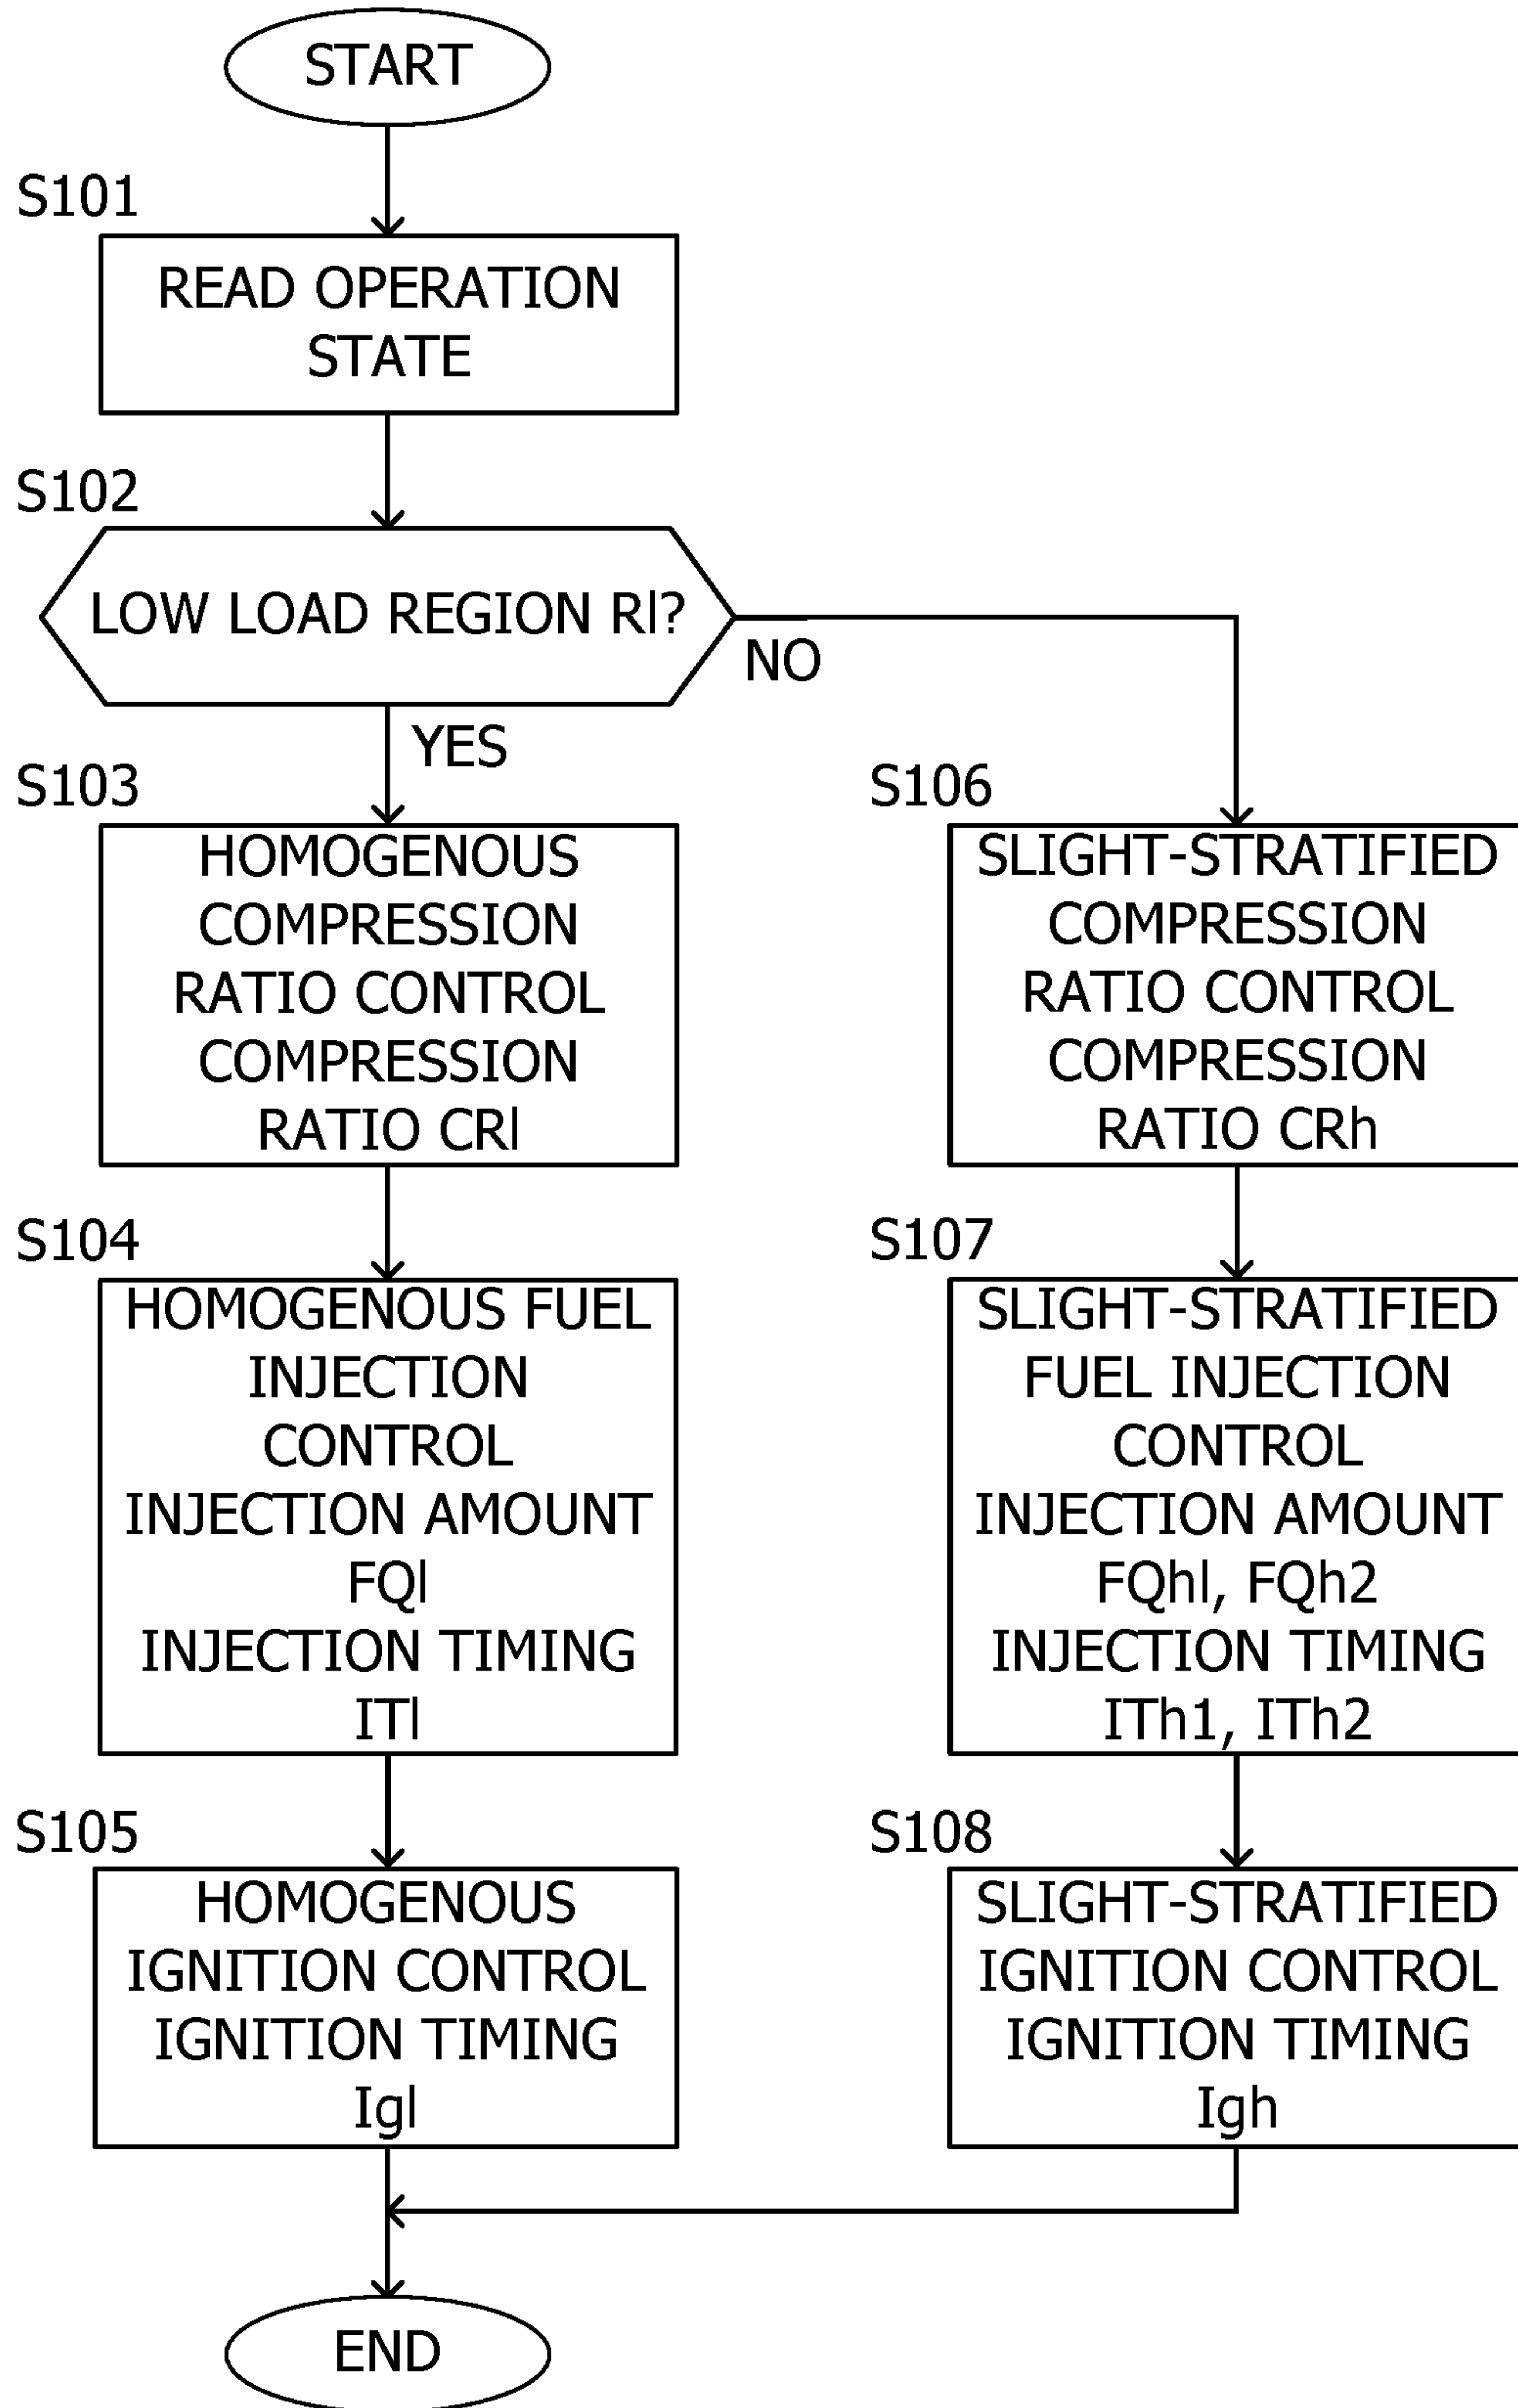 START
S101
READ OPERATION
STATE
S102
LOW LOAD REGION Rl?
NO
YES
S103
HOMOGENOUS
COMPRESSION
RATIO CONTROL
COMPRESSION
RATIO CRl
S104
HOMOGENOUS FUEL
INJECTION
CONTROL
INJECTION AMOUNT
FQl
INJECTION TIMING
ITl
S105
HOMOGENOUS
IGNITION CONTROL
IGNITION TIMING
Igl
S106
SLIGHT-STRATIFIED
COMPRESSION
RATIO CONTROL
COMPRESSION
RATIO CRh
S107
SLIGHT-STRATIFIED
FUEL INJECTION
CONTROL
INJECTION AMOUNT
FQhl, FQh2
INJECTION TIMING
ITh1, ITh2
S108
SLIGHT-STRATIFIED
IGNITION CONTROL
IGNITION TIMING
Igh
END